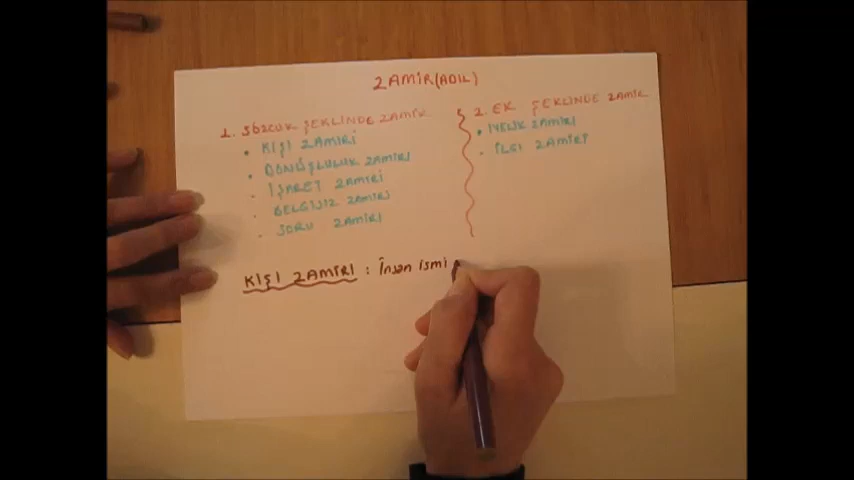 ZAMİR(ADIL)
1. SÖZCÜK ŞEKLİNDE ZAMİR
• KİŞİ ZAMİRİ
• DÖNÜŞLÜLÜK ZAMİRİ
• İŞARET ZAMİRİ
• BELGİSİZ ZAMİRİ
• SORU ZAMİRİ
2. EK ŞEKLİNDE ZAMİR
• İYELİK ZAMİRİ
• İLGİ ZAMİRİ
KİŞİ ZAMİRİ : İnsan ismi